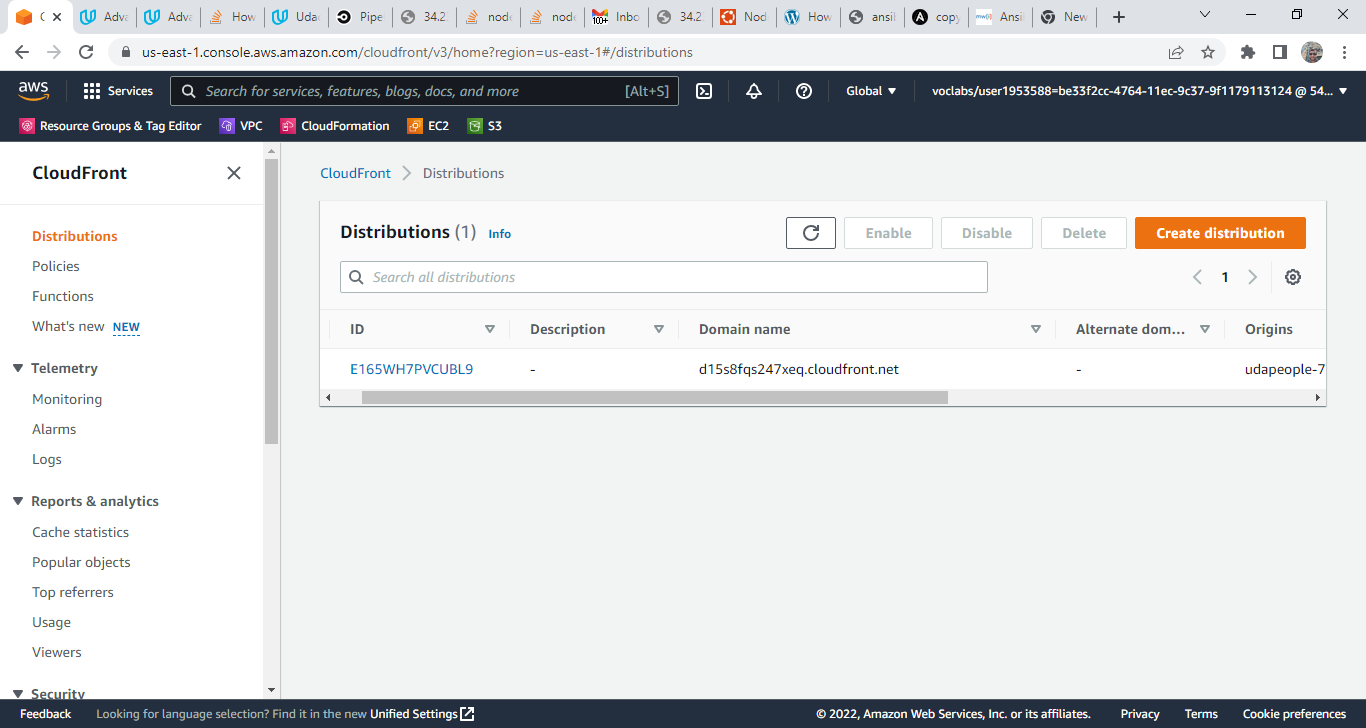 C
Adva
Adva
How
Uda
Pipe
34.2
node
node
100+
Inbo
34.2
Nod
How
ansil
copy
Ansi
New
us-east-1.console.aws.amazon.com/cloudfront/v3/home?region=us-east-1#/distributions
aws
Services
Search for services, features, blogs, docs, and more
[Alt+S]
Global
voclabs/user1953588=be33f2cc-4764-11ec-9c37-9f1179113124 @ 54...
Resource Groups & Tag Editor
VPC
CloudFormation
EC2
S3
CloudFront
Distributions
Policies
Functions
What's new NEW
Telemetry
Monitoring
Alarms
Logs
Reports & analytics
Cache statistics
Popular objects
Top referrers
Usage
Viewers
Security
CloudFront
Distributions
Distributions (1) Info
Enable
Disable
Delete
Create distribution
Search all distributions
1
ID
Description
Domain name
Alternate dom...
Origins
E165WH7PVCUBL9
-
d15s8fqs247xeq.cloudfront.net
-
udapeople-7
Feedback
Looking for language selection? Find it in the new Unified Settings
© 2022, Amazon Web Services, Inc. or its affiliates.
Privacy
Terms
Cookie preferences